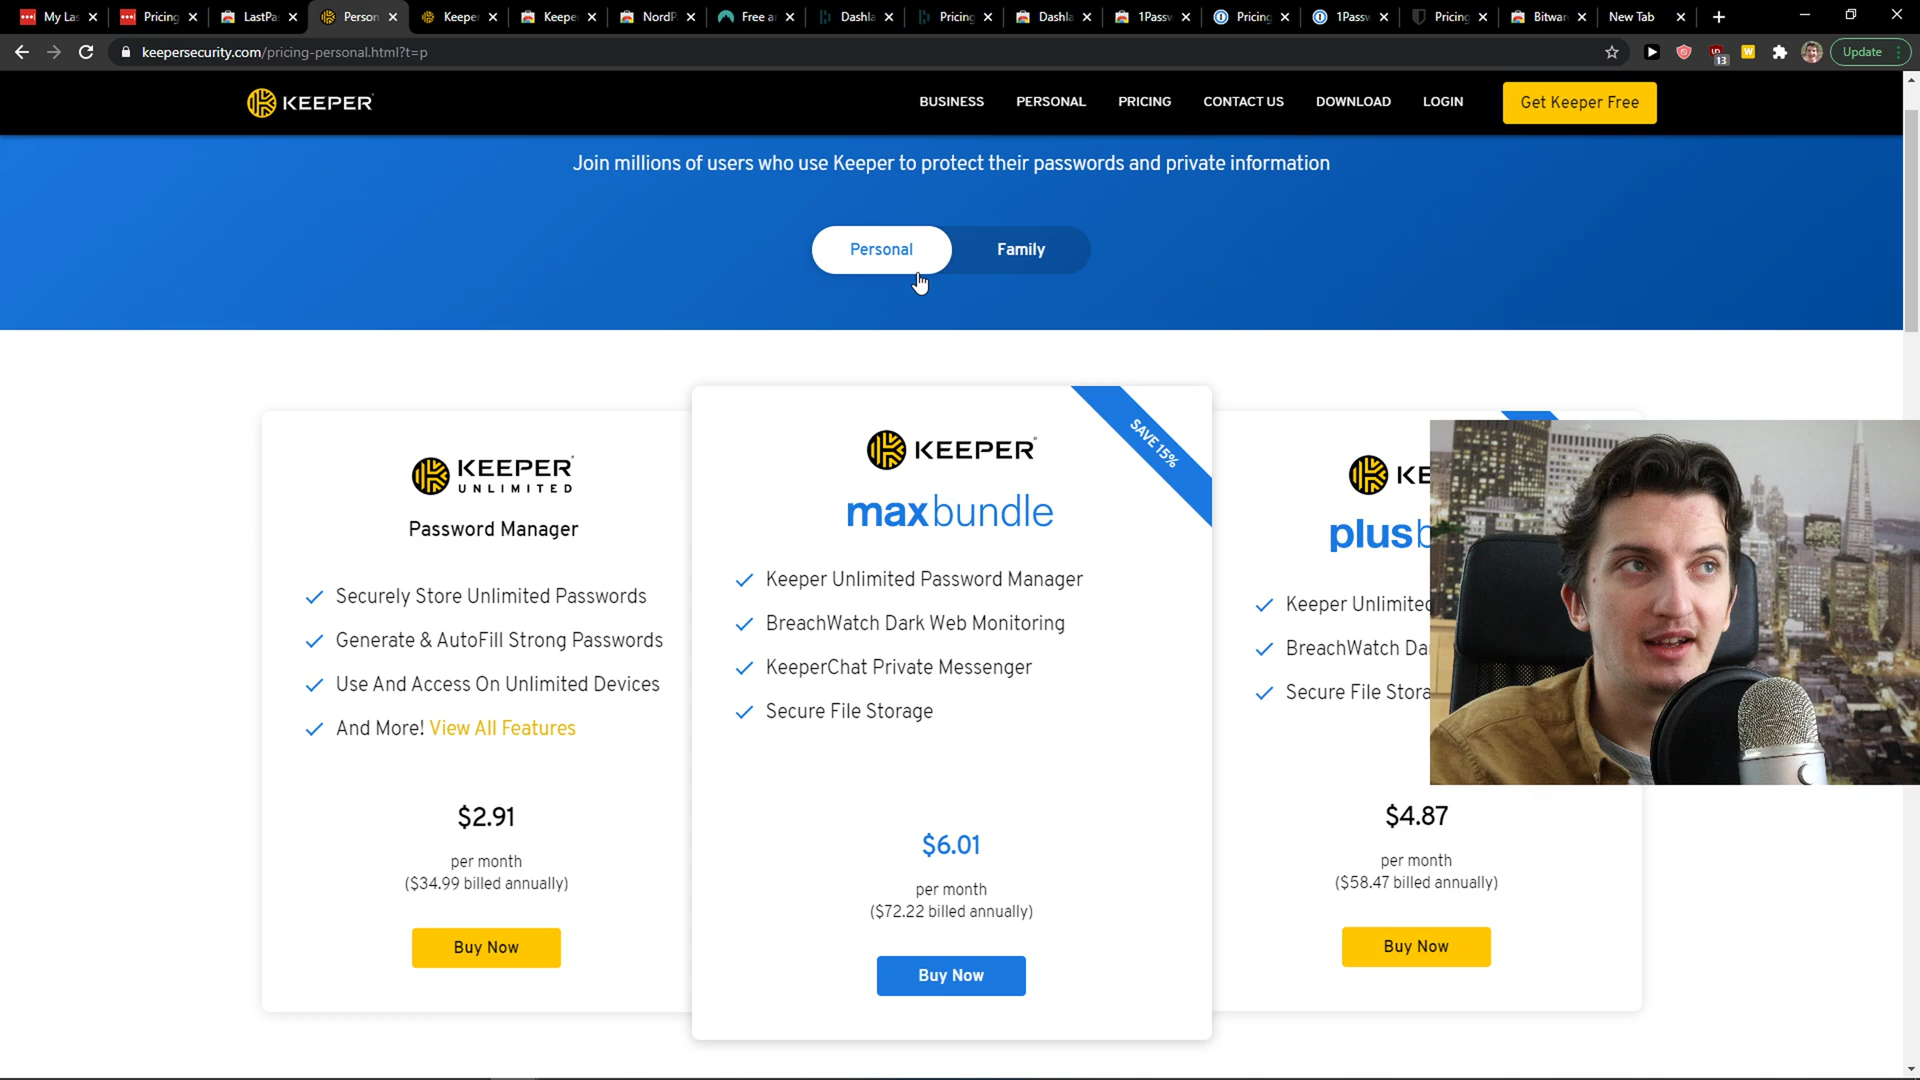 My Las
Pricing
LastPa
Person
Keeper
Keepe
NordP
Free a
Dashla
Pricing
Dashla
1Passw
Pricing
1Passw
Pricing
Bitwar
New Tab
keepersecurity.com/pricing-personal.html?t=p
13
Update
KEEPER
BUSINESS
PERSONAL
PRICING
CONTACT US
DOWNLOAD
LOGIN
Get Keeper Free
Join millions of users who use Keeper to protect their passwords and private information
Personal
Family
KEEPER
UNLIMITED
Password Manager
Securely Store Unlimited Passwords
Generate & AutoFill Strong Passwords
Use And Access On Unlimited Devices
And More! View All Features
$2.91
per month
($34.99 billed annually)
Buy Now
SAVE 15%
KEEPER
maxbundle
Keeper Unlimited Password Manager
BreachWatch Dark Web Monitoring
KeeperChat Private Messenger
Secure File Storage
$6.01
per month
($72.22 billed annually)
Buy Now
KE
plusb
Keeper Unlimited
BreachWatch Da
Secure File Stora
$4.87
per month
($58.47 billed annually)
Buy Now